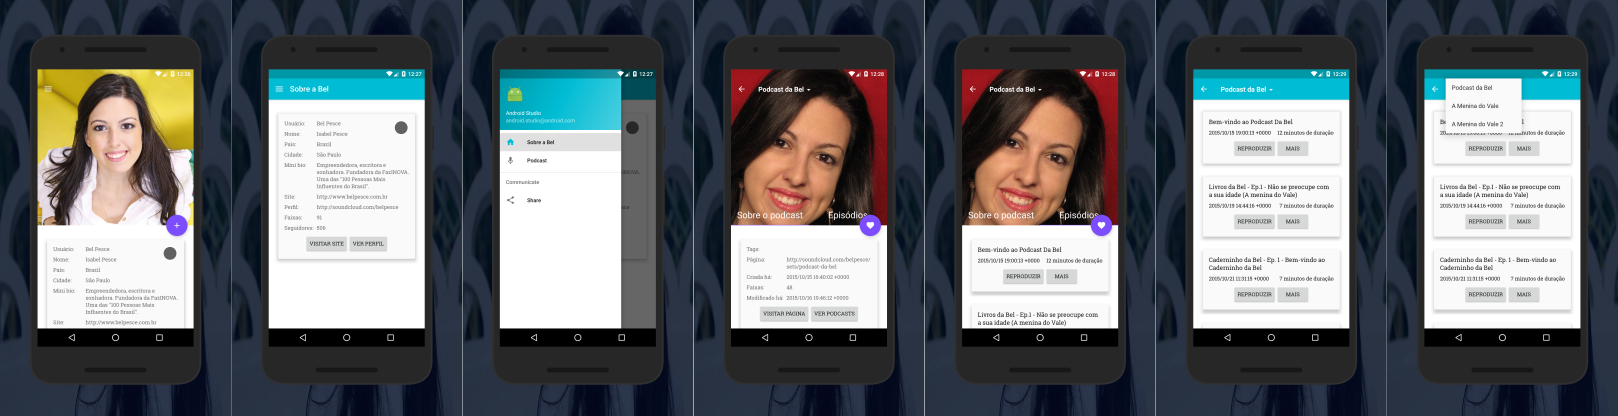 12:26
Usuário: Bel Pesce
Nome: Isabel Pesce
País: Brazil
Cidade: São Paulo
Mini bio: Empreendedora, escritora e
sonhadora. Fundadora da FazINOVA.
Uma das "100 Pessoas Mais
Influentes do Brasil".
Site: http://www.belpesce.com.br
12:27
Sobre a Bel
Usuário: Bel Pesce
Nome: Isabel Pesce
País: Brazil
Cidade: São Paulo
Mini bio: Empreendedora, escritora e
sonhadora. Fundadora da FazINOVA.
Uma das "100 Pessoas Mais
Influentes do Brasil".
Site: http://www.belpesce.com.br
Perfil: http://soundcloud.com/belpesce
Faixas: 91
Seguidores: 509
VISITAR SITE VER PERFIL
12:27
Android Studio
android.studio@android.com
Sobre a Bel
Podcast
Communicate
Share
12:28
Podcast da Bel
Sobre o podcast Episódios
Tags:
Página: http://soundcloud.com/belpesce/
sets/podcast-da-bel
Criada há: 2015/10/15 18:40:02 +0000
Faixas: 48
Modificado há: 2015/10/16 19:46:12 +0000
VISITAR PÁGINA VER PODCASTS
12:28
Podcast da Bel
Sobre o podcast Episódios
Bem-vindo ao Podcast Da Bel
2015/10/15 19:00:13 +0000 12 minutos de duração
REPRODUZIR MAIS
Livros da Bel - Ep.1 - Não se preocupe com
a sua idade (A menina do Vale)
12:29
Podcast da Bel
Bem-vindo ao Podcast Da Bel
2015/10/15 19:00:13 +0000 12 minutos de duração
REPRODUZIR MAIS
Livros da Bel - Ep.1 - Não se preocupe com
a sua idade (A menina do Vale)
2015/10/19 14:44:16 +0000 7 minutos de duração
REPRODUZIR MAIS
Caderninho da Bel - Ep. 1 - Bem-vindo ao
Caderninho da Bel
2015/10/21 11:31:15 +0000 7 minutos de duração
REPRODUZIR MAIS
12:29
Podcast da Bel
A Menina do Vale
A Menina do Vale 2
12 minutos de duração
REPRODUZIR MAIS
Livros da Bel - Ep.1 - Não se preocupe com
a sua idade (A menina do Vale)
2015/10/19 14:44:16 +0000 7 minutos de duração
REPRODUZIR MAIS
Caderninho da Bel - Ep. 1 - Bem-vindo ao
Caderninho da Bel
2015/10/21 11:31:15 +0000 7 minutos de duração
REPRODUZIR MAIS